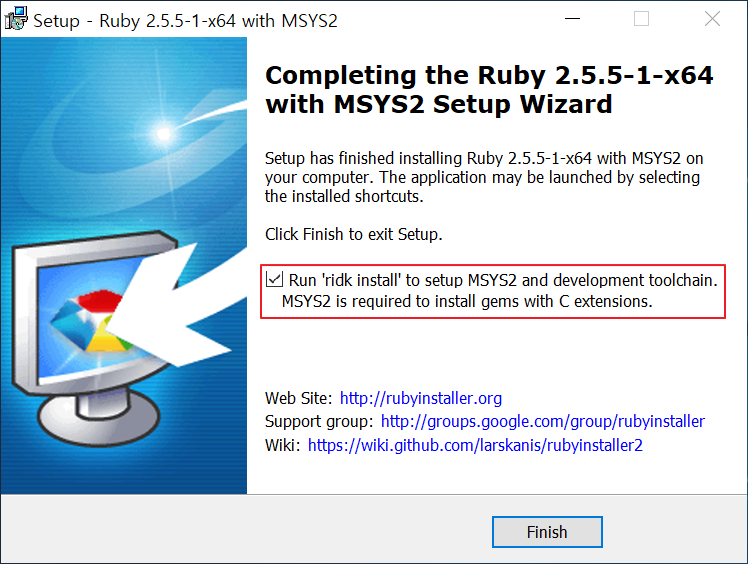 Setup - Ruby 2.5.5-1-x64 with MSYS2
Completing the Ruby 2.5.5-1-x64
with MSYS2 Setup Wizard
Setup has finished installing Ruby 2.5.5-1-x64 with MSYS2 on
your computer. The application may be launched by selecting
the installed shortcuts.
Click Finish to exit Setup.
Run 'ridk install' to setup MSYS2 and development toolchain.
MSYS2 is required to install gems with C extensions.
Web Site: http://rubyinstaller.org
Support group: http://groups.google.com/group/rubyinstaller
Wiki: https://wiki.github.com/larskanis/rubyinstaller2
Finish